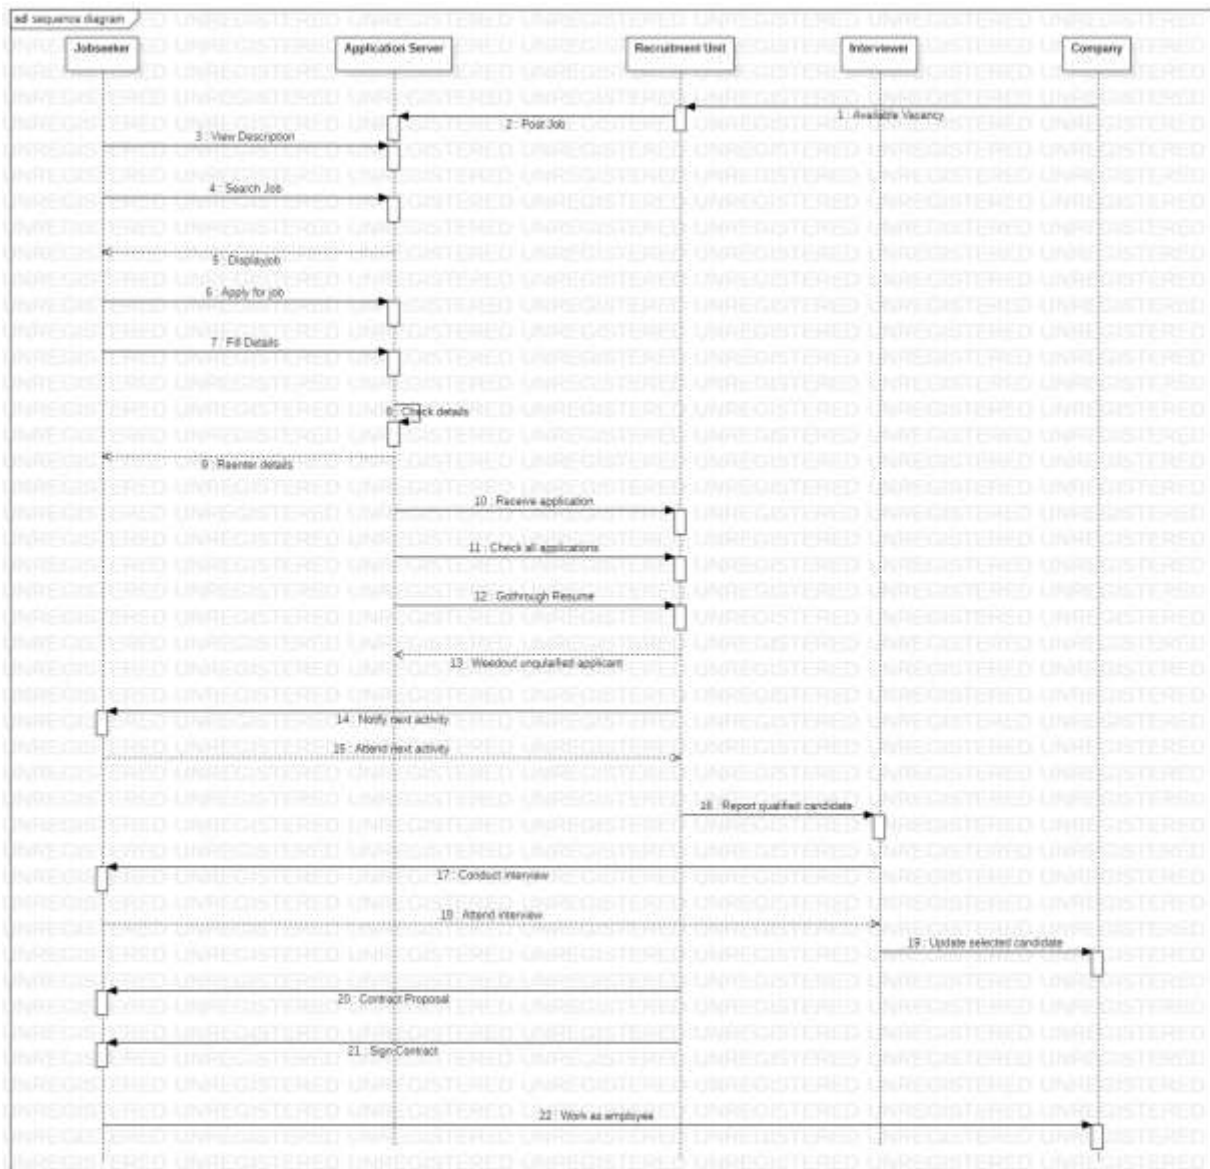 sd sequence diagram
Jobseeker
Application Server
Recruitment Unit
Interviewer
Company
1 : Available Vacancy
2 : Post Job
3 : View Description
4 : Search Job
5 : Displayjob
6 : Apply for job
7 : Fill Details
8 : Check details
9 : Reenter details
10 : Receive application
11 : Check all applications
12 : Gothrough Resume
13 : Weedout applicant
14 : Notify next activity
15 : Attend next activity
16 : Report qualified candidate
17 : Conduct interview
18 : Attend interview
19 : Update selected candidate
20 : Contract Proposal
21 : Sign Contract
22 : Work as employee
UNREGISTERED